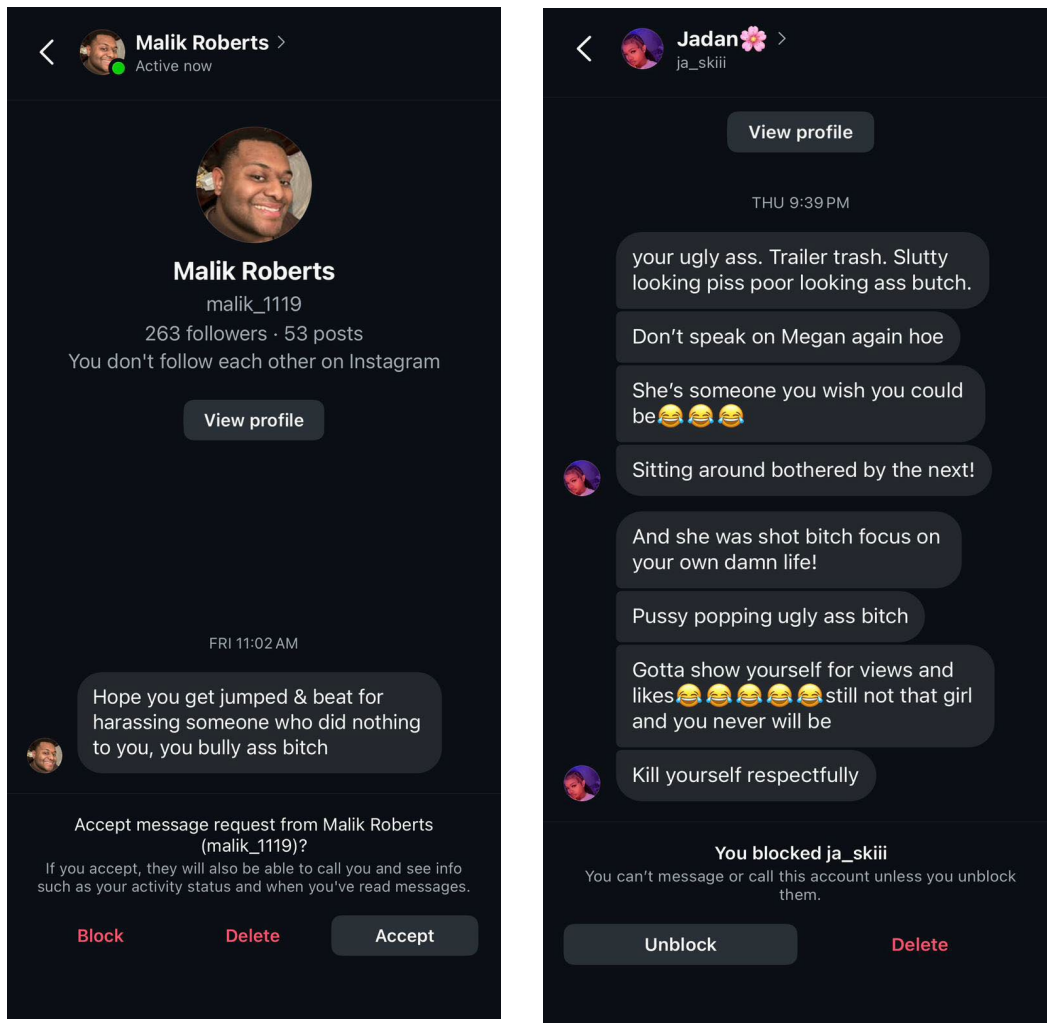 Malik Roberts
Active now
Malik Roberts
malik_1119
263 followers · 53 posts
You don't follow each other on Instagram
View profile
FRI 11:02 AM
Hope you get jumped & beat for
harassing someone who did nothing
to you, you bully ass bitch
Accept message request from Malik Roberts
(malik_1119)?
If you accept, they will also be able to call you and see info
such as your activity status and when you've read messages.
Block
Delete
Accept
Jadan🌸
ja_skiii
View profile
THU 9:39 PM
your ugly ass. Trailer trash. Slutty
looking piss poor looking ass butch.
Don’t speak on Megan again hoe
She’s someone you wish you could
be😂😂😂
Sitting around bothered by the next!
And she was shot bitch focus on
your own damn life!
Pussy popping ugly ass bitch
Gotta show yourself for views and
likes😂😂😂😂😂still not that girl
and you never will be
Kill yourself respectfully
You blocked ja_skiii
You can’t message or call this account unless you unblock
them.
Unblock
Delete